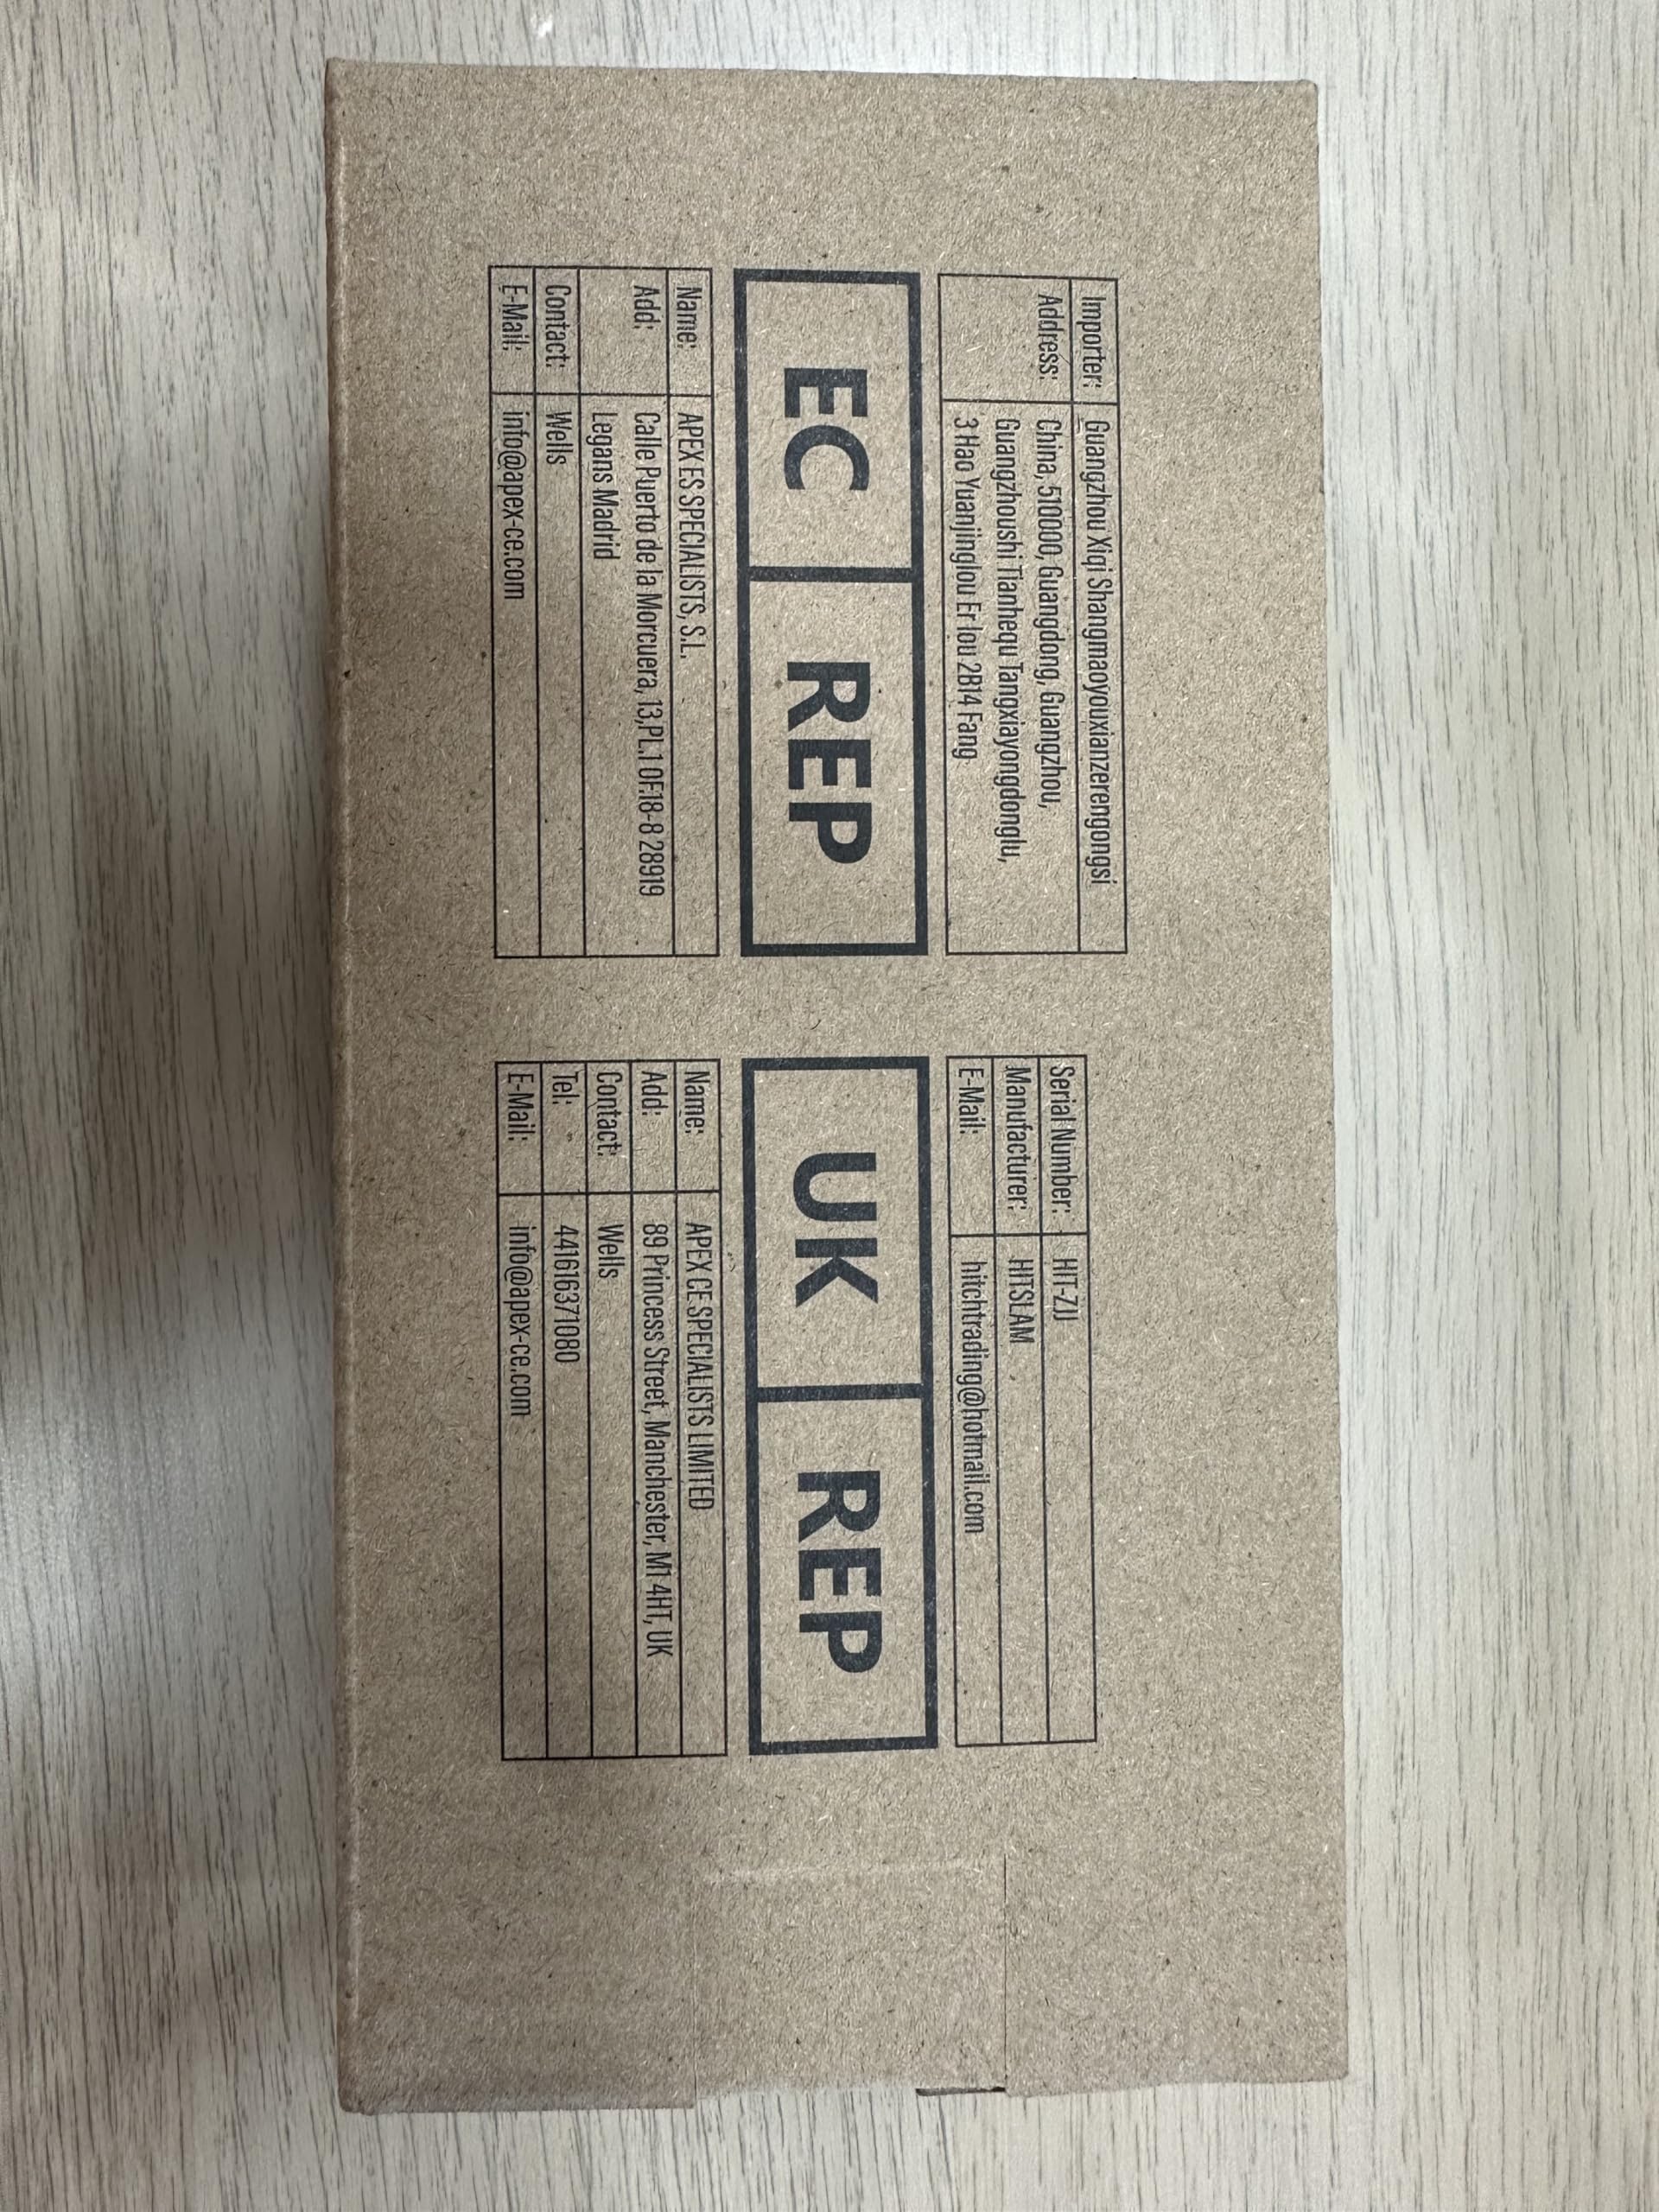 Importer: Guangzhou Xiqi Shangmaoyouxianzerengongsi
Address: China, 510000, Guangdong, Guangzhou,
Guangzhoushi Tianhequ Tangxiayongdonglu,
3 Hao Yuanjinglou Er lou 2B14 Fang
EC REP
Name: APEX ES SPECIALISTS, S.L.
Add: Calle Puerto de la Morcuera, 13,PL.1 OF18-8 28919
Legans Madrid
Contact: Wells
E-Mail: info@apex-ce.com
Serial Number: HIT-ZJJ
Manufacturer: HITSLAM
E-Mail: hitchtrading@hotmail.com
UK REP
Name: APEX CE SPECIALISTS LIMITED
Add: 89 Princess Street, Manchester, M1 4HT, UK
Contact: Wells
Tel: 441616371080
E-Mail: info@apex-ce.com